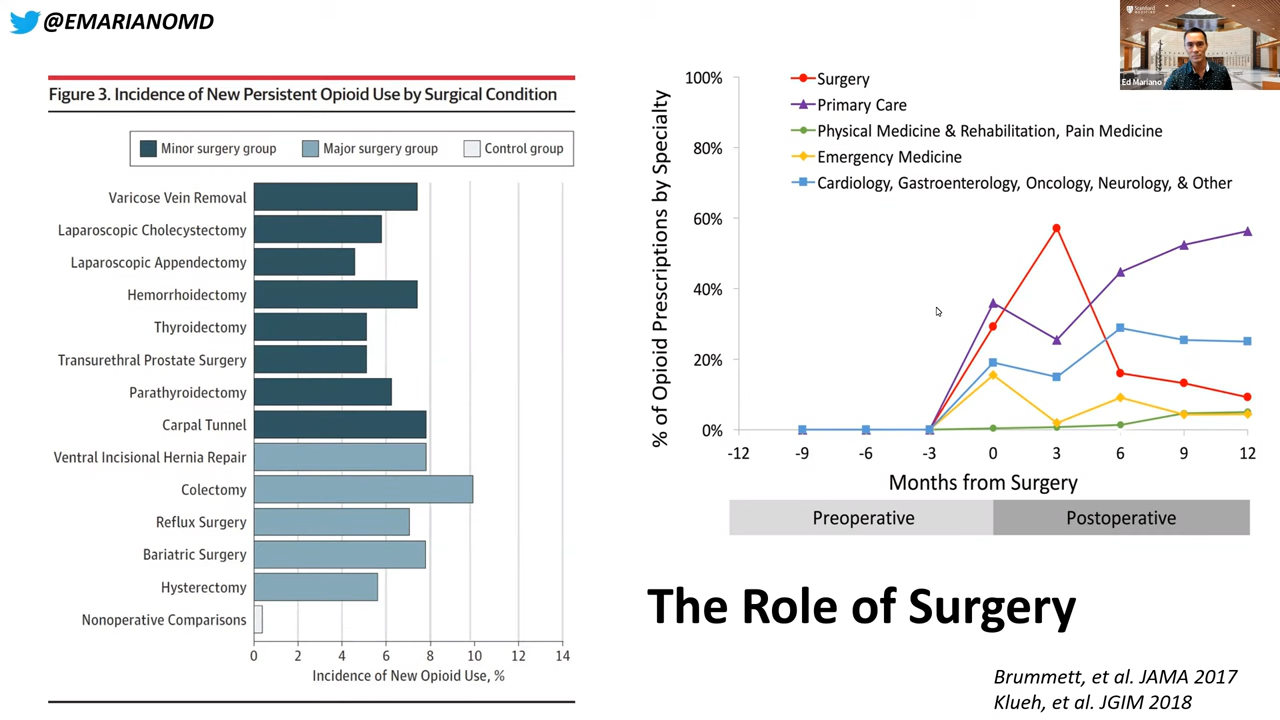 @EMARIANOMD
Stanford
MEDICINE
Ed Mariano
Figure 3. Incidence of New Persistent Opioid Use by Surgical Condition
Minor surgery group
Major surgery group
Control group
Varicose Vein Removal
Laparoscopic Cholecystectomy
Laparoscopic Appendectomy
Hemorrhoidectomy
Thyroidectomy
Transurethral Prostate Surgery
Parathyroidectomy
Carpal Tunnel
Ventral Incisional Hernia Repair
Colectomy
Reflux Surgery
Bariatric Surgery
Hysterectomy
Nonoperative Comparisons
0 2 4 6 8 10 12 14
Incidence of New Opioid Use, %
% of Opioid Prescriptions by Specialty
100%
80%
60%
40%
20%
0%
Surgery
Primary Care
Physical Medicine & Rehabilitation, Pain Medicine
Emergency Medicine
Cardiology, Gastroenterology, Oncology, Neurology, & Other
-12 -9 -6 -3 0 3 6 9 12
Months from Surgery
Preoperative
Postoperative
The Role of Surgery
Brummett, et al. JAMA 2017
Klueh, et al. JGIM 2018